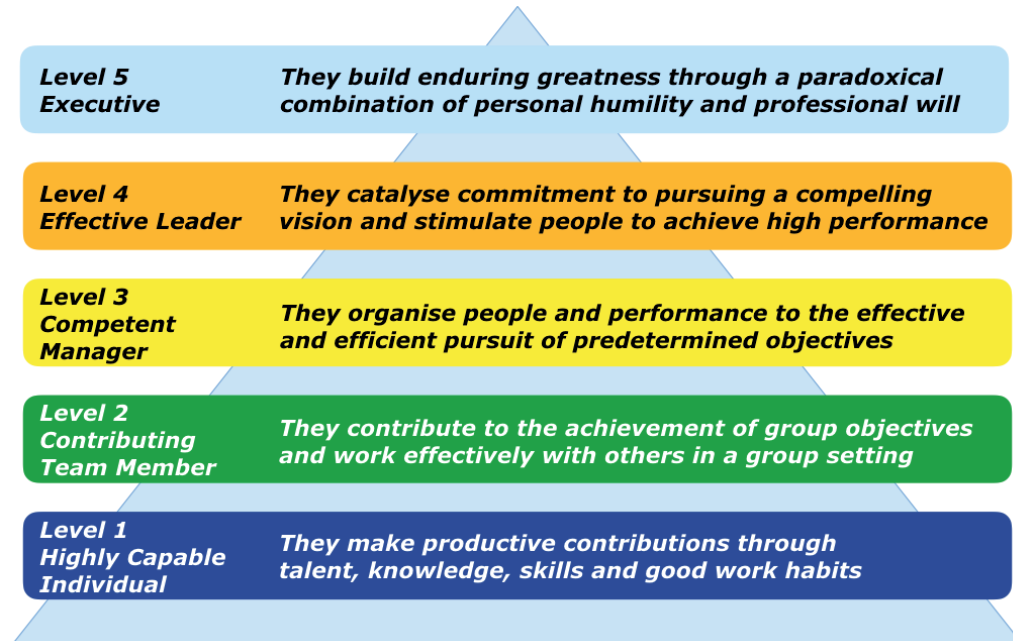 Level 5
Executive
They build enduring greatness through a paradoxical
combination of personal humility and professional will
Level 4
Effective Leader
They catalyse commitment to pursuing a compelling
vision and stimulate people to achieve high performance
Level 3
Competent
Manager
They organise people and performance to the effective
and efficient pursuit of predetermined objectives
Level 2
Contributing
Team Member
They contribute to the achievement of group objectives
and work effectively with others in a group setting
Level 1
Highly Capable
Individual
They make productive contributions through
talent, knowledge, skills and good work habits